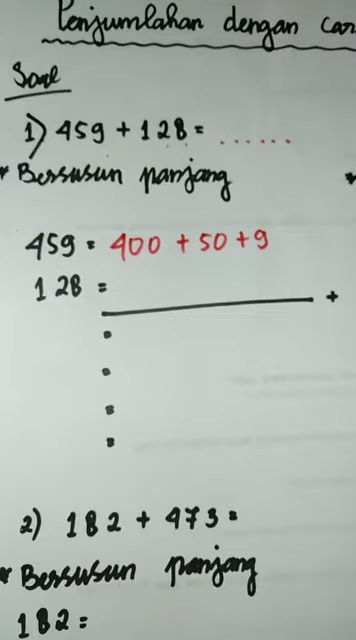 Penjumlahan dengan
Soal
1) 459 + 128 = ......
* Bersusun panjang *
459 = 400 + 50 + 9
128 =
+
=
=
=
=
2) 182 + 473 =
* Bersusun panjang
182 =